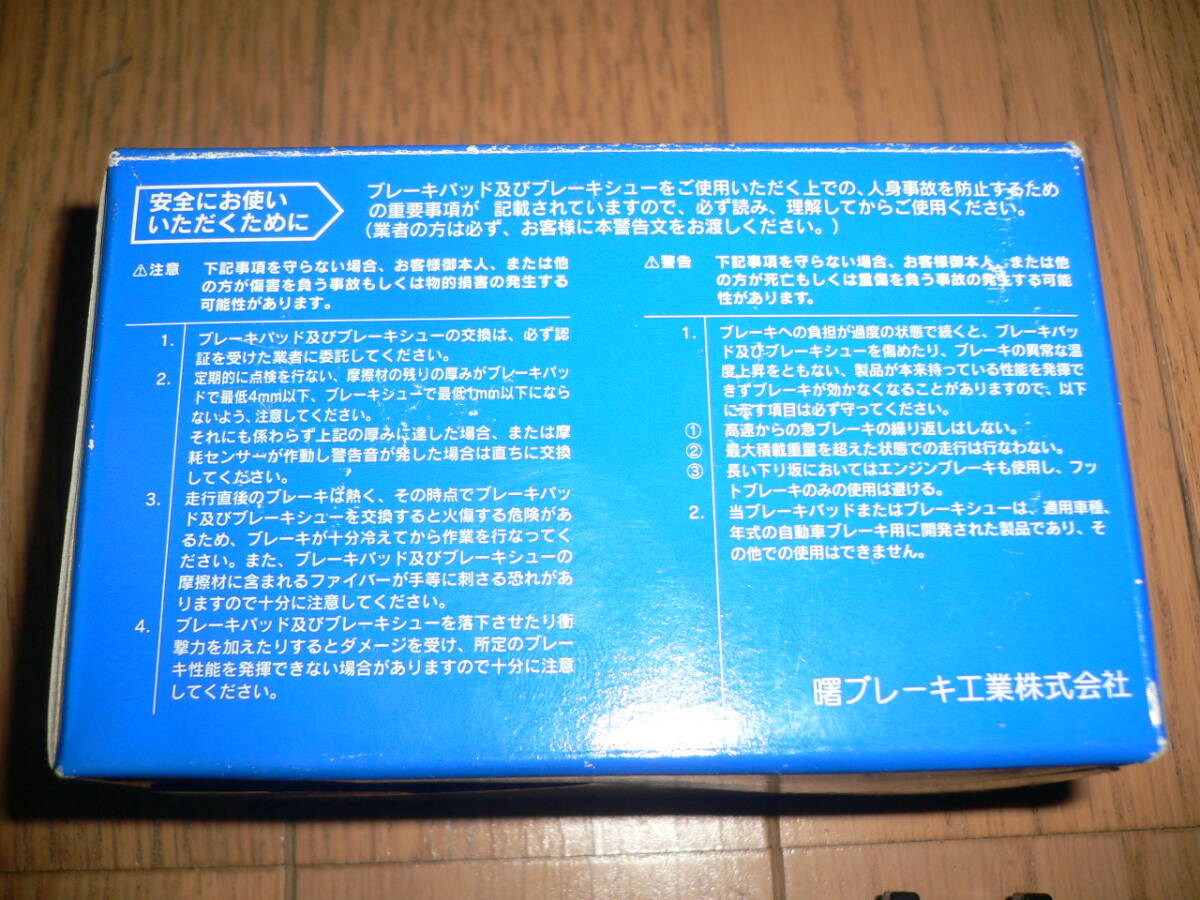 安全にお使い
いただくために
ブレーキパッド及びブレーキシューをご使用いただく上での、人身事故を防止するため
の重要事項が 記載されていますので、必ず読み、理解してからご使用ください。
(業者の方は必ず、お客様に本警告文をお渡しください。)
⚠注意 下記事項を守らない場合、お客様御本人、または他
の方が傷害を負う事故もしくは物的損害の発生する
可能性があります。
1. ブレーキパッド及びブレーキシューの交換は、必ず認
証を受けた業者に委託してください。
2. 定期的に点検を行ない、摩擦材の残りの厚みがブレーキパッ
ドで最低4mm以下、ブレーキシューで最低1mm以下になら
ないよう、注意してください。
それにも係わらず上記の厚みに達した場合、または摩
耗センサーが作動し警告音が発した場合は直ちに交換
してください。
3. 走行直後のブレーキは熱く、その時点でブレーキパッ
ド及びブレーキシューを交換すると火傷する危険があ
るため、ブレーキが十分冷えてから作業を行なってく
ださい。また、ブレーキパッド及びブレーキシューの
摩擦材に含まれるファイバーが手等に刺さる恐れがあ
りますので十分に注意してください。
4. ブレーキパッド及びブレーキシューを落下させたり衝
撃力を加えたりするとダメージを受け、所定のブレー
キ性能を発揮できない場合がありますので十分に注意
してください。
⚠警告 下記事項を守らない場合、お客様御本人、または他
の方が死亡もしくは重傷を負う事故の発生する可能
性があります。
1. ブレーキへの負担が過度の状態で続くと、ブレーキパッ
ド及びブレーキシューを傷めたり、ブレーキの異常な温
度上昇をともない、製品が本来持っている性能を発揮で
きずブレーキが効かなくなることがありますので、以下
に示す項目は必ず守ってください。
① 高速からの急ブレーキの繰り返しはしない。
② 最大積載重量を超えた状態での走行は行なわない。
③ 長い下り坂においてはエンジンブレーキも使用し、フッ
トブレーキのみの使用は避ける。
2. 当ブレーキパッドまたはブレーキシューは、適用車種、
年式の自動車ブレーキ用に開発された製品であり、そ
の他での使用はできません。
曙ブレーキ工業株式会社